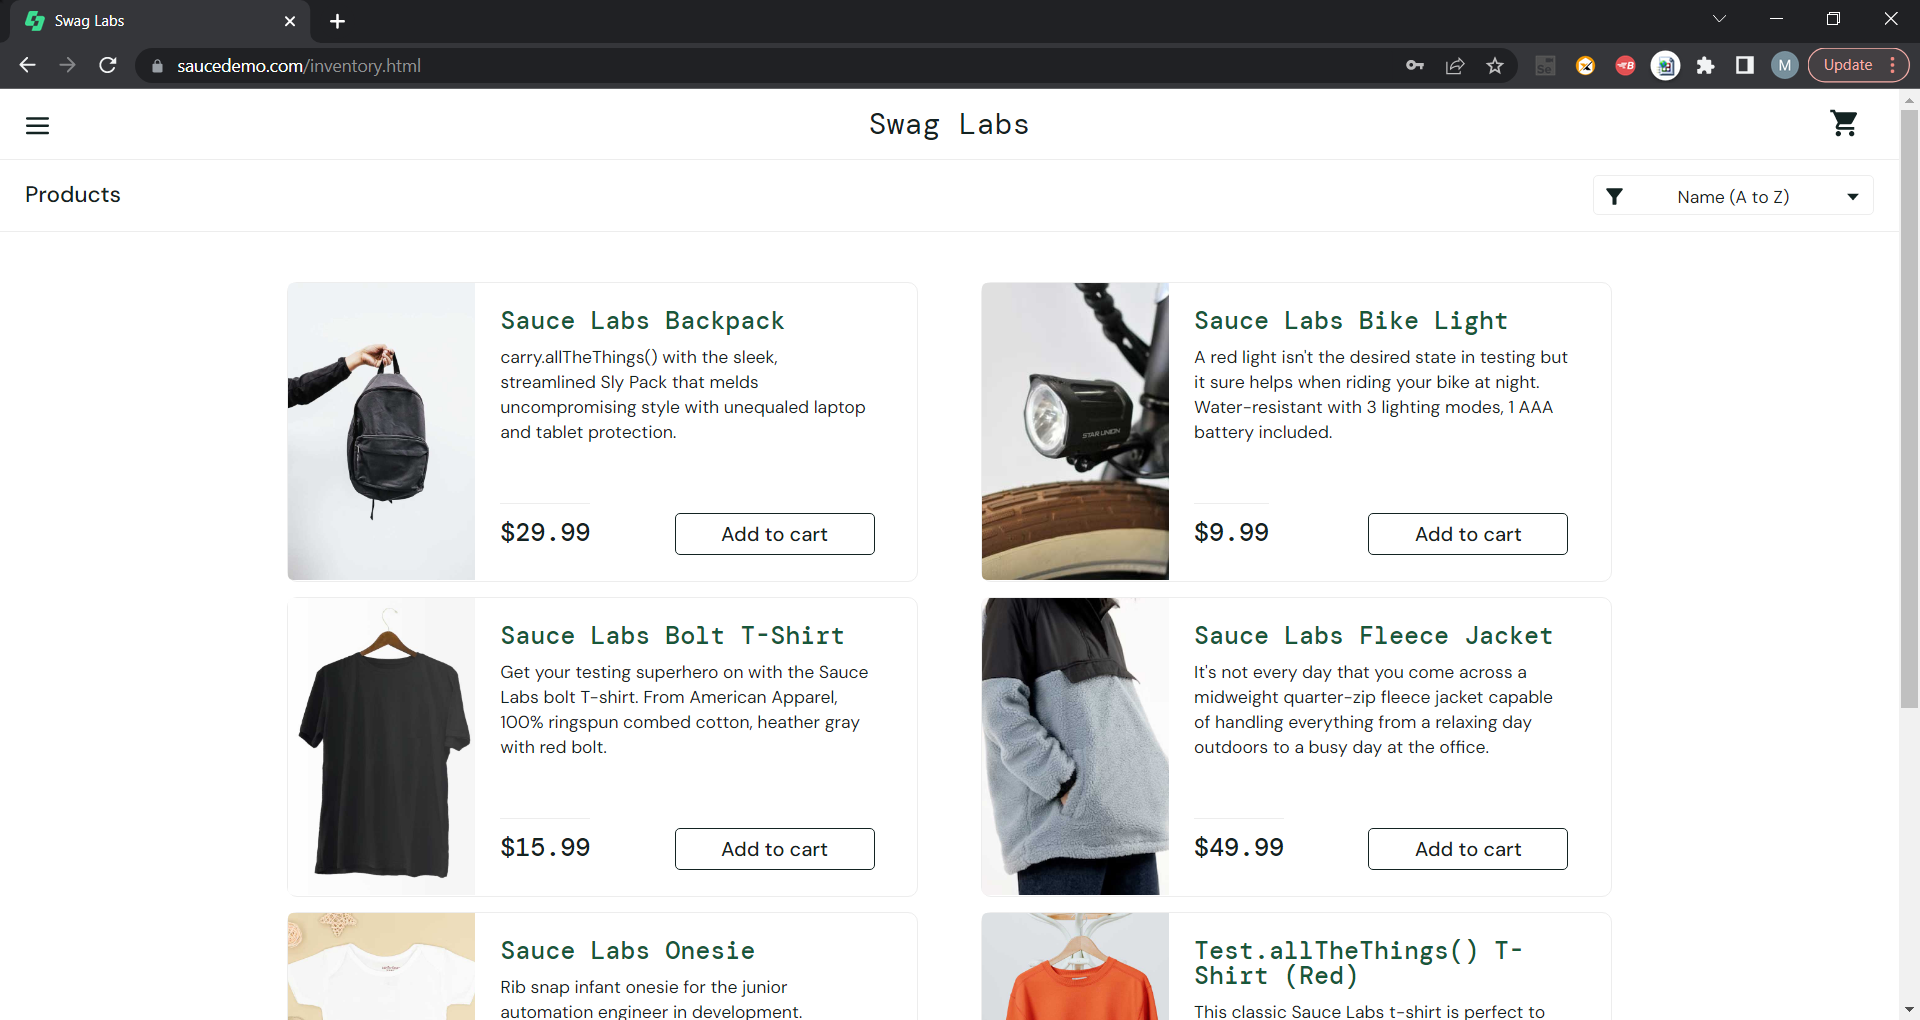 Swag Labs
saucedemo.com/inventory.html
Se
B
M
Update
Swag Labs
Products
Name (A to Z)
Sauce Labs Backpack
carry.allTheThings() with the sleek,
streamlined Sly Pack that melds
uncompromising style with unequaled laptop
and tablet protection.
$29.99
Add to cart
STAR UNION
Sauce Labs Bike Light
A red light isn't the desired state in testing but
it sure helps when riding your bike at night.
Water-resistant with 3 lighting modes, 1 AAA
battery included.
$9.99
Add to cart
Sauce Labs Bolt T-Shirt
Get your testing superhero on with the Sauce
Labs bolt T-shirt. From American Apparel,
100% ringspun combed cotton, heather gray
with red bolt.
$15.99
Add to cart
Sauce Labs Fleece Jacket
It's not every day that you come across a
midweight quarter-zip fleece jacket capable
of handling everything from a relaxing day
outdoors to a busy day at the office.
$49.99
Add to cart
Sauce Labs Onesie
Rib snap infant onesie for the junior
automation engineer in development.
Test.allTheThings() T-
Shirt (Red)
This classic Sauce Labs t-shirt is perfect to